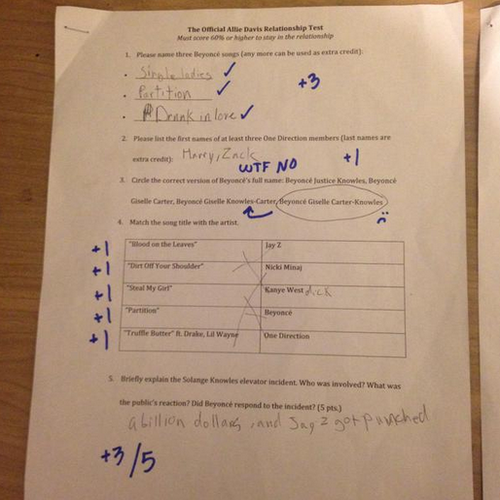 The Official Allie Davis Relationship Test
Must score 60% or higher to stay in the relationship
1. Please name three Beyoncé songs (any more can be used as extra credit):
• Single ladies ✓
• Partition ✓ +3
• Drunk in love ✓
2. Please list the first names of at least three One Direction members (last names are
extra credit): Harry, Zack +1
WTF NO
3. Circle the correct version of Beyoncé's full name: Beyoncé Justice Knowles, Beyoncé
Giselle Carter, Beyoncé Giselle Knowles-Carter, Beyoncé Giselle Carter-Knowles
4. Match the song title with the artist.
+1 "Blood on the Leaves" Jay Z
+1 "Dirt Off Your Shoulder" Nicki Minaj
+1 "Steal My Girl" Kanye West dick
+1 "Partition" Beyoncé
+1 "Truffle Butter" ft. Drake, Lil Wayne One Direction
5. Briefly explain the Solange Knowles elevator incident. Who was involved? What was
the public's reaction? Did Beyoncé respond to the incident? (5 pts.)
a billion dollars, and Jay Z got punched
+3/5